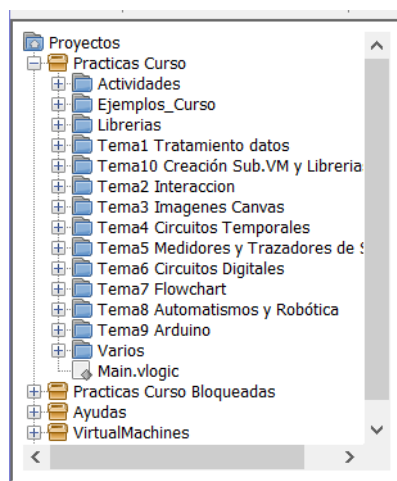 Proyectos
Practicas Curso
Actividades
Ejemplos_Curso
Librerias
Tema1 Tratamiento datos
Tema10 Creación Sub.VM y Libreria
Tema2 Interaccion
Tema3 Imagenes Canvas
Tema4 Circuitos Temporales
Tema5 Medidores y Trazadores de
Tema6 Circuitos Digitales
Tema7 Flowchart
Tema8 Automatismos y Robótica
Tema9 Arduino
Varios
Main.vlogic
Practicas Curso Bloqueadas
Ayudas
VirtualMachines